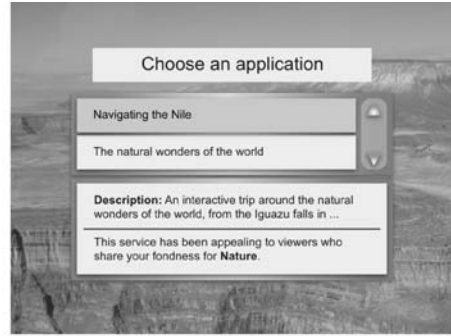 Choose an application
Navigating the Nile
The natural wonders of the world
Description: An interactive trip around the natural
wonders of the world, from the Iguazu falls in ...
This service has been appealing to viewers who
share your fondness for Nature.